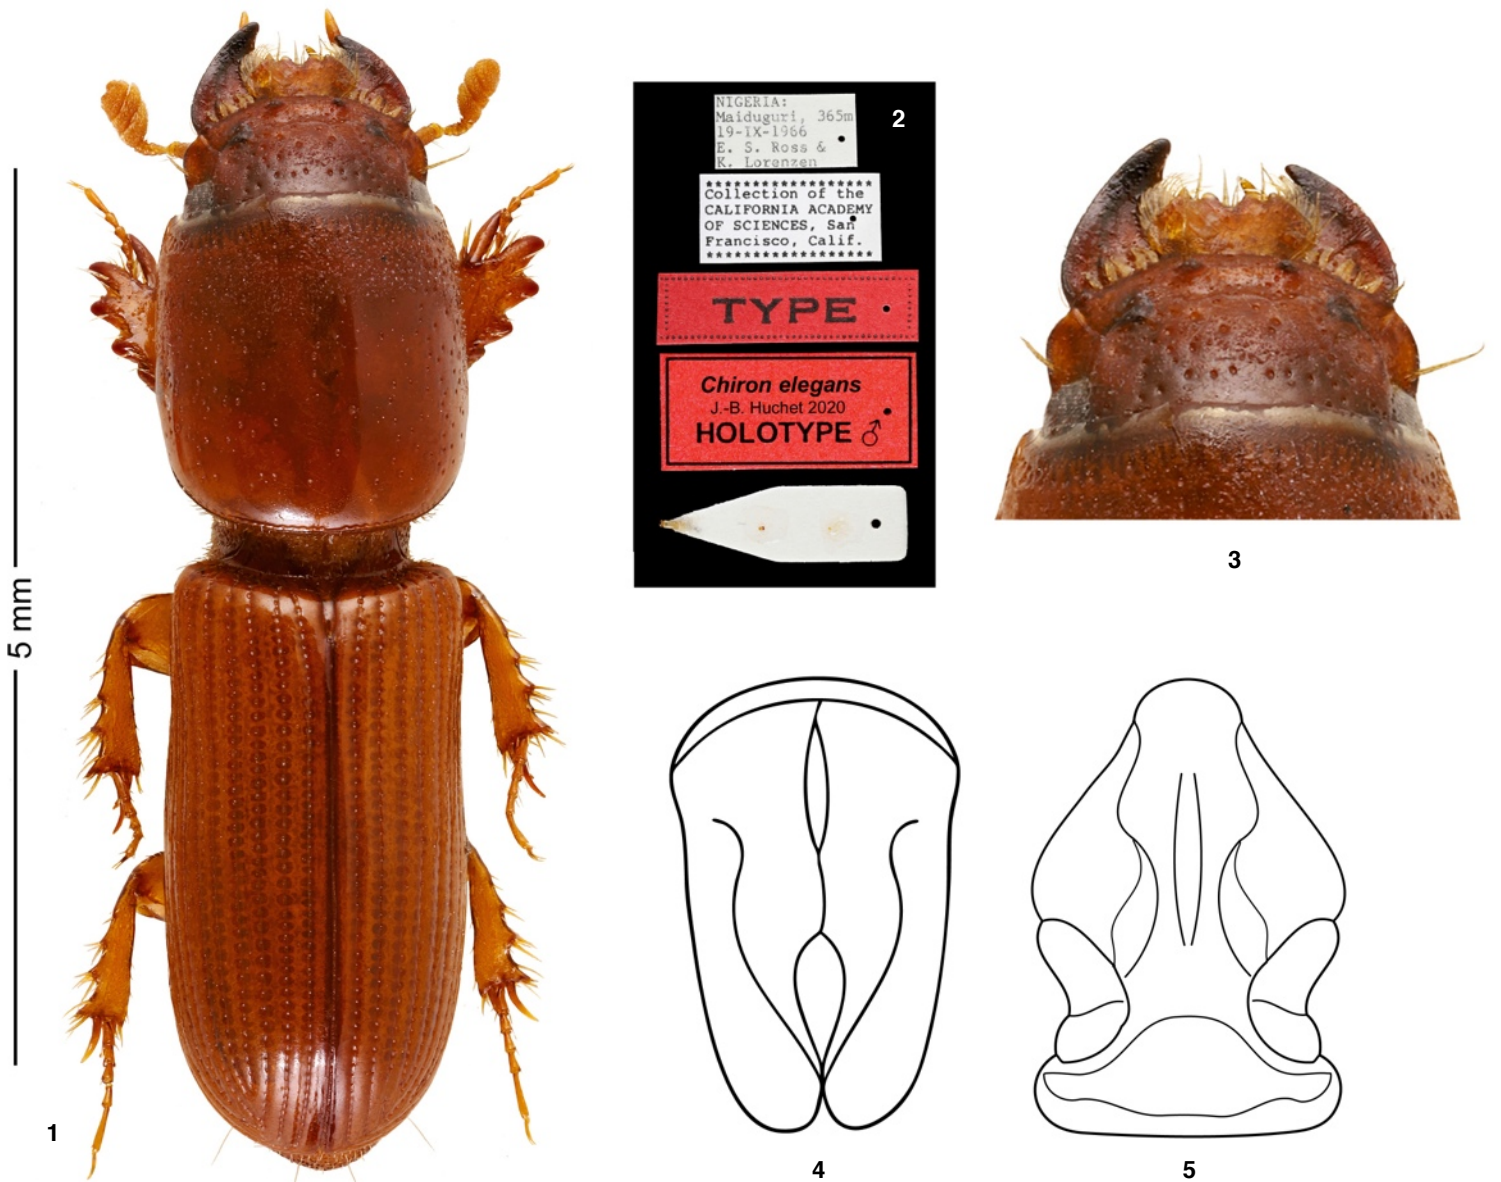 5 mm
1
2
NIGERIA:
Maiduguri, 365m
19-IX-1966
E. S. Ross &
K. Lorenzen
*****************
Collection of the
CALIFORNIA ACADEMY
OF SCIENCES, San
Francisco, Calif.
*****************
TYPE
Chiron elegans
J.-B. Huchet 2020
HOLOTYPE ♂
3
4
5